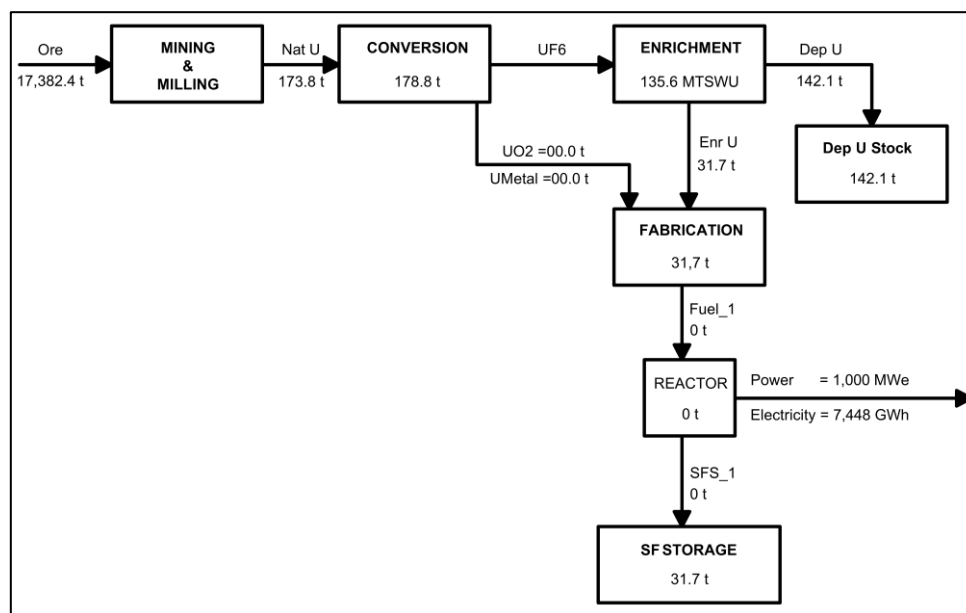 Ore
17,382.4 t
MINING
&
MILLING
Nat U
173.8 t
CONVERSION
178.8 t
UF6
ENRICHMENT
135.6 MTSWU
Dep U
142.1 t
Dep U Stock
142.1 t
UO2 =00.0 t
UMetal =00.0 t
Enr U
31.7 t
FABRICATION
31,7 t
Fuel_1
0 t
REACTOR
0 t
Power = 1,000 MWe
Electricity = 7,448 GWh
SFS_1
0 t
SF STORAGE
31.7 t